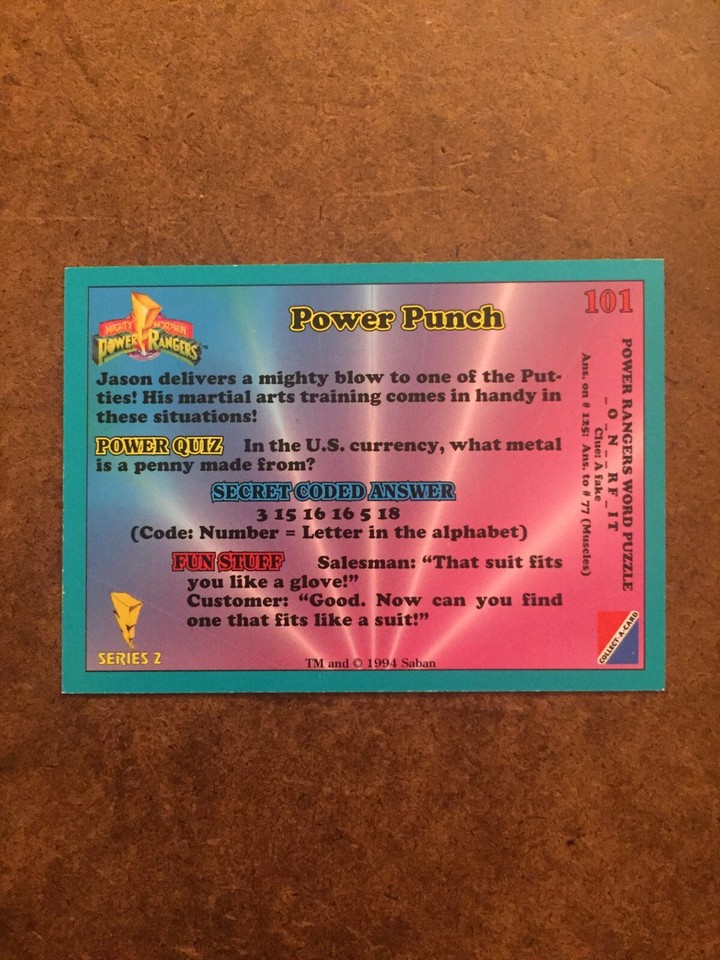 MIGHTY MORPHIN
POWER RANGERS™
Power Punch
101
Jason delivers a mighty blow to one of the Put-
ties! His martial arts training comes in handy in
these situations!
POWER QUIZ In the U.S. currency, what metal
is a penny made from?
SECRET CODED ANSWER
3 15 16 16 5 18
(Code: Number = Letter in the alphabet)
FUN STUFF Salesman: “That suit fits
you like a glove!”
Customer: “Good. Now can you find
one that fits like a suit!”
SERIES 2
TM and © 1994 Saban
POWER RANGERS WORD PUZZLE
_O_N__RF_IT
Clue: A fake
Ans. on # 125: Ans. to # 77 (Muscles)
COLLECT-A-CARD